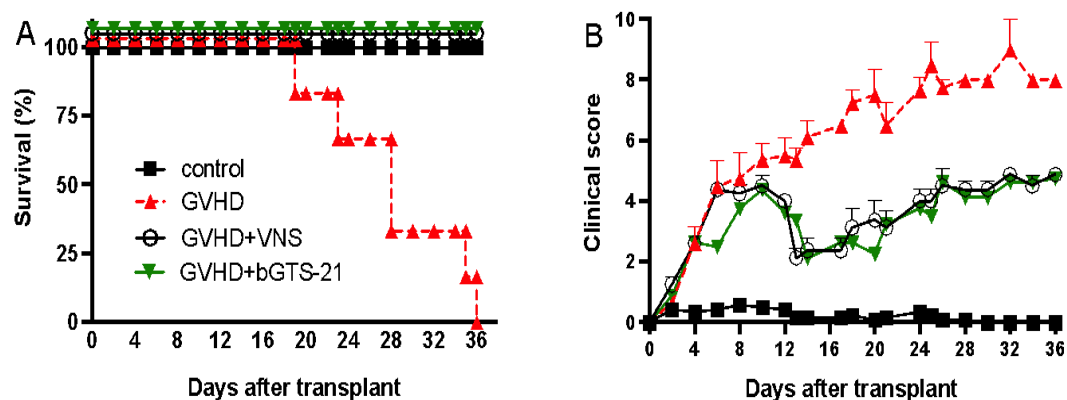 A
Survival (%)
100
75
50
25
0
control
GVHD
GVHD+VNS
GVHD+bGTS-21
0 4 8 12 16 20 24 28 32 36
Days after transplant
B
Clinical score
10
8
6
4
2
0
0 4 8 12 16 20 24 28 32 36
Days after transplant